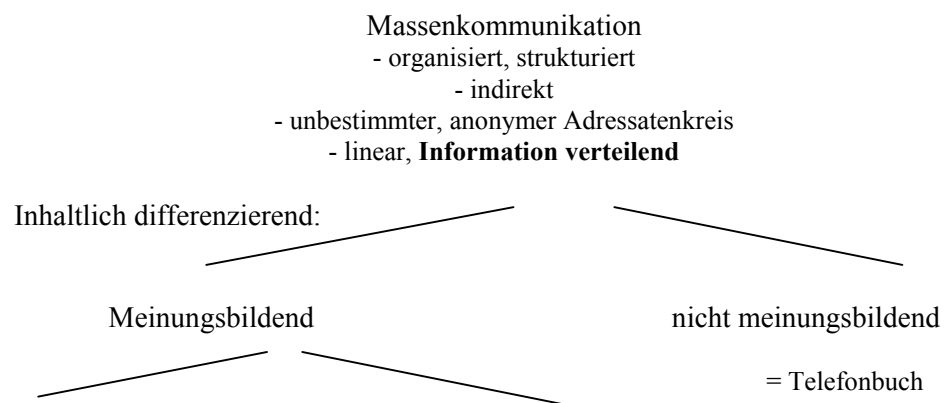 Massenkommunikation
- organisiert, strukturiert
- indirekt
- unbestimmter, anonymer Adressatenkreis
- linear, Information verteilend
Inhaltlich differenzierend:
Meinungsbildend
nicht meinungsbildend
= Telefonbuch